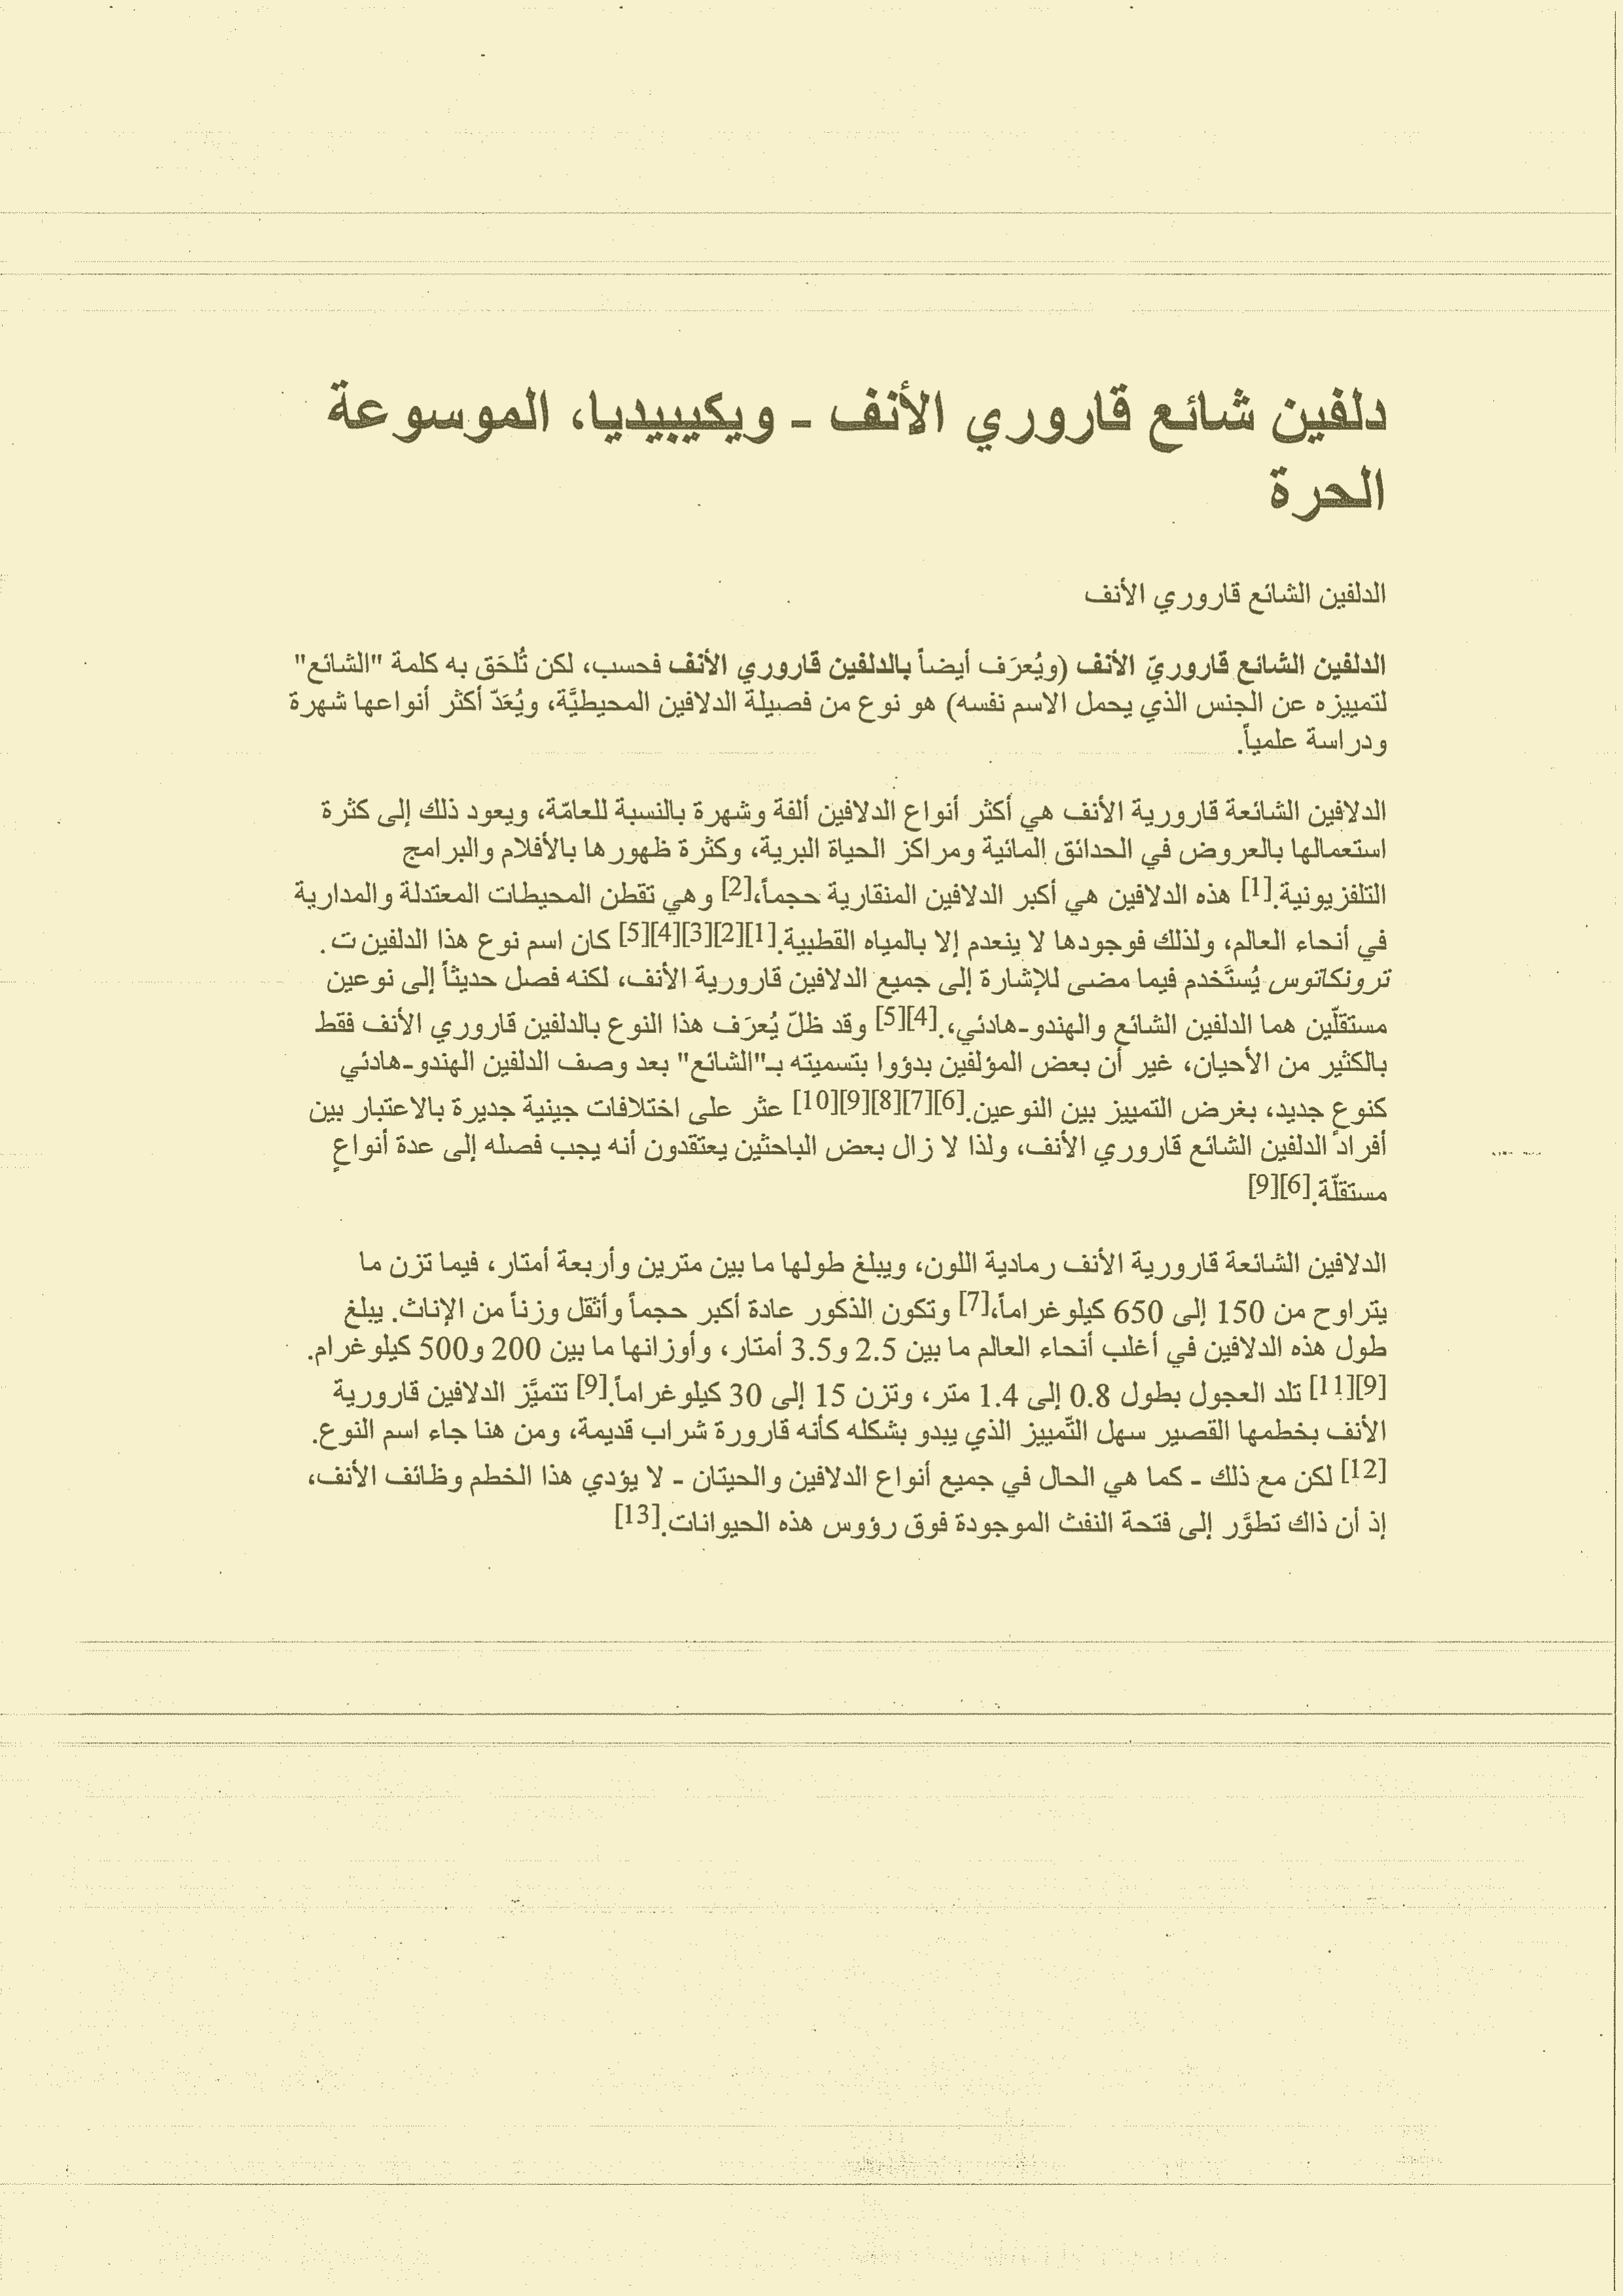 دلفين شائع قاروري الأنف - ويكيبيديا، الموسوعة
الحرة
الدلفين الشائع قاروري الأنف
الدلفين الشائع قاروريّ الأنف (ويُعرَف أيضاً بالدلفين قاروري الأنف فحسب، لكن تُلحَق به كلمة "الشائع"
لتمييزه عن الجنس الذي يحمل الاسم نفسه) هو نوع من فصيلة الدلافين المحيطيَّة، ويُعَدّ أكثر أنواعها شهرة
ودراسة علمياً.
الدلافين الشائعة قارورية الأنف هي أكثر أنواع الدلافين ألفة وشهرة بالنسبة للعامّة، ويعود ذلك إلى كثرة
استعمالها بالعروض في الحدائق المائية ومراكز الحياة البرية، وكثرة ظهورها بالأفلام والبرامج
التلفزيونية.[1] هذه الدلافين هي أكبر الدلافين المنقارية حجماً،[2] وهي تقطن المحيطات المعتدلة والمدارية
في أنحاء العالم، ولذلك فوجودها لا ينعدم إلا بالمياه القطبية.[1][2][3][4][5] كان اسم نوع هذا الدلفين ت.
ترونكاتوس يُستَخدم فيما مضى للإشارة إلى جميع الدلافين قارورية الأنف، لكنه فصل حديثاً إلى نوعين
مستقلّين هما الدلفين الشائع والهندو-هادئي،.[4][5] وقد ظلّ يُعرَف هذا النوع بالدلفين قاروري الأنف فقط
بالكثير من الأحيان، غير أن بعض المؤلفين بدؤوا بتسميته بـ"الشائع" بعد وصف الدلفين الهندو-هادئي
كنوعٍ جديد، بغرض التمييز بين النوعين.[6][7][8][9][10] عثر على اختلافات جينية جديرة بالاعتبار بين
أفراد الدلفين الشائع قاروري الأنف، ولذا لا زال بعض الباحثين يعتقدون أنه يجب فصله إلى عدة أنواعٍ
مستقلّة.[6][9]
الدلافين الشائعة قارورية الأنف رمادية اللون، ويبلغ طولها ما بين مترين وأربعة أمتار، فيما تزن ما
يتراوح من 150 إلى 650 كيلوغراماً،[7] وتكون الذكور عادة أكبر حجماً وأثقل وزناً من الإناث. يبلغ
طول هذه الدلافين في أغلب أنحاء العالم ما بين 2.5 و3.5 أمتار، وأوزانها ما بين 200 و500 كيلوغرام.
[9][11] تلد العجول بطول 0.8 إلى 1.4 متر، وتزن 15 إلى 30 كيلوغراماً.[9] تتميَّز الدلافين قارورية
الأنف بخطمها القصير سهل التّمييز الذي يبدو بشكله كأنه قارورة شراب قديمة، ومن هنا جاء اسم النوع.
[12] لكن مع ذلك - كما هي الحال في جميع أنواع الدلافين والحيتان - لا يؤدي هذا الخطم وظائف الأنف،
إذ أن ذاك تطوَّر إلى فتحة النفث الموجودة فوق رؤوس هذه الحيوانات.[13]